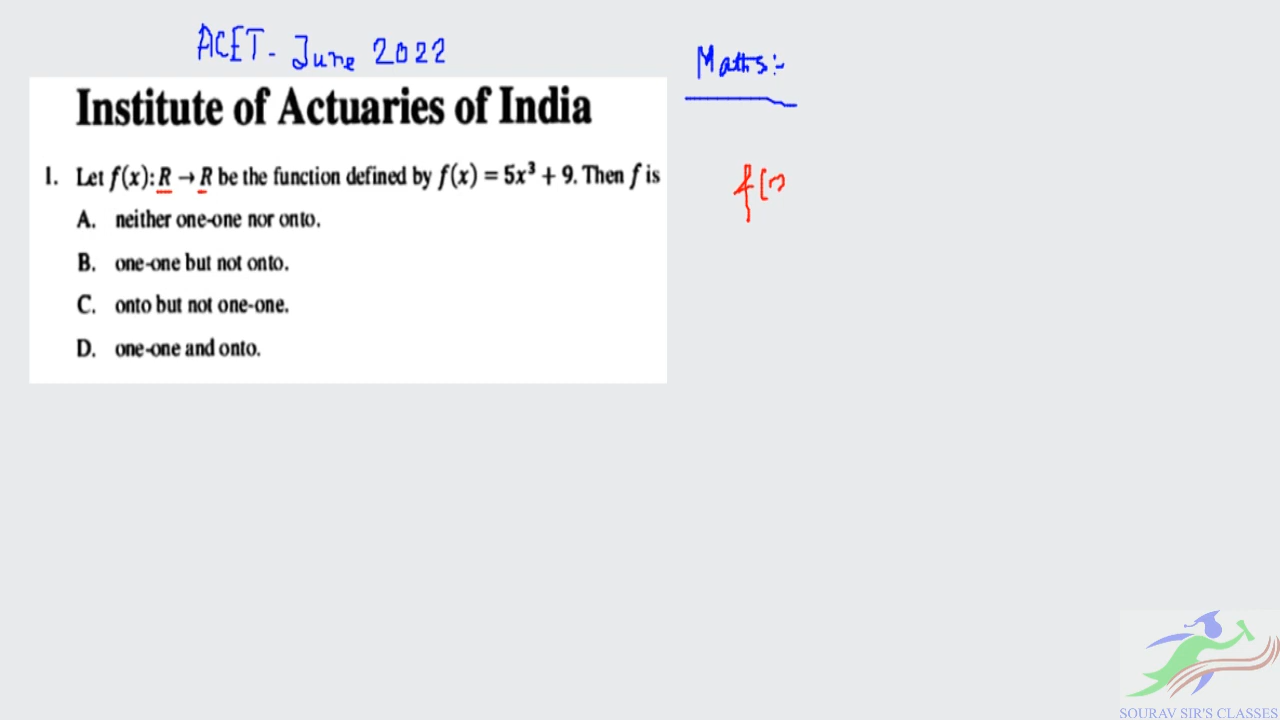 ACET - June 2022
Maths:-
Institute of Actuaries of India
1. Let f(x): R → R be the function defined by f(x) = 5x³ + 9. Then f is
A. neither one-one nor onto.
B. one-one but not onto.
C. onto but not one-one.
D. one-one and onto.
f(x
SOURAV SIR'S CLASSES